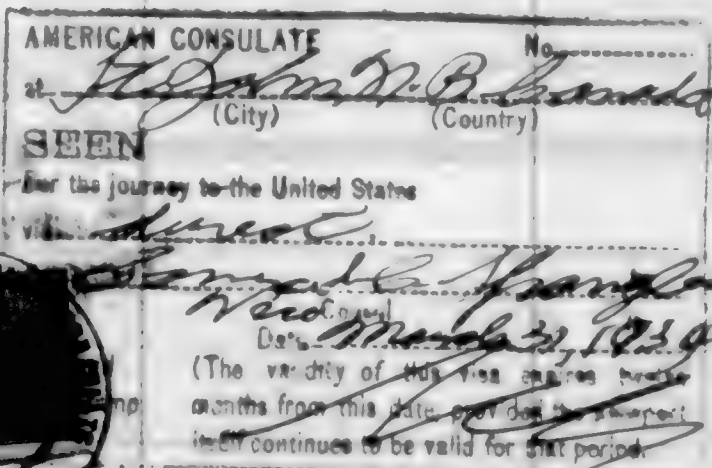 AMERICAN CONSULATE No.
at St. John N. B. Canada
(City) (Country)
SEEN
For the journey to the United States
via direct
Vice Consul
Date March 31, 1930
(The validity of this visa expires twelve
months from this date, provided the passport
itself continues to be valid for that period.